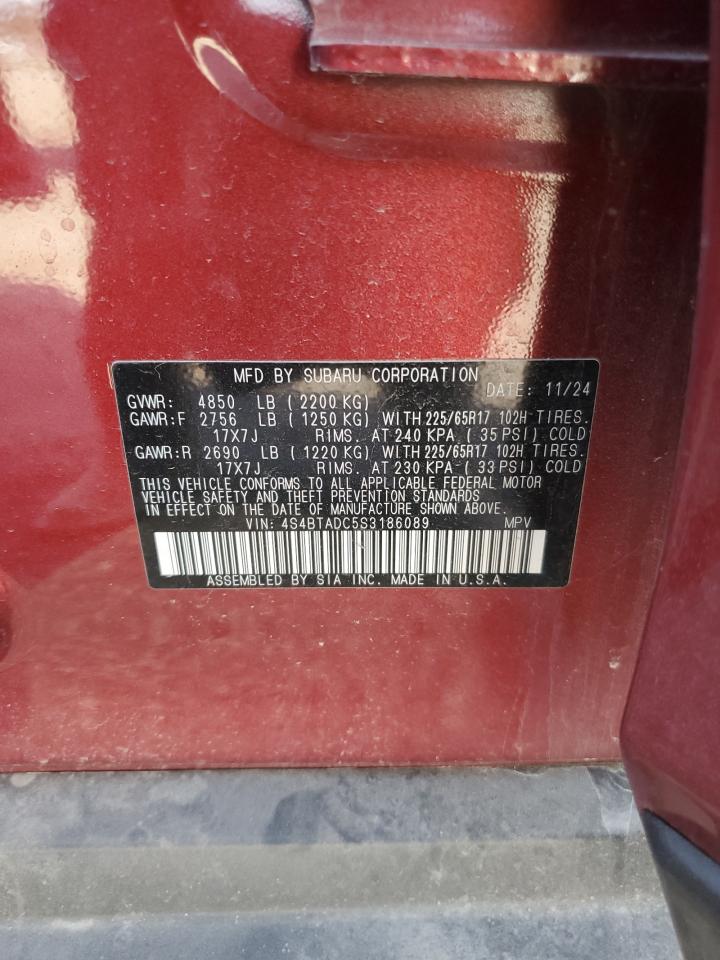 MFD BY SUBARU CORPORATION
DATE: 11/24
GVWR: 4850 LB (2200 KG)
GAWR:F 2756 LB (1250 KG) WITH 225/65R17 102H TIRES.
17X7J RIMS. AT 240 KPA (35 PSI) COLD
GAWR:R 2690 LB (1220 KG) WITH 225/65R17 102H TIRES.
17X7J RIMS. AT 230 KPA (33 PSI) COLD
THIS VEHICLE CONFORMS TO ALL APPLICABLE FEDERAL MOTOR
VEHICLE SAFETY AND THEFT PREVENTION STANDARDS
IN EFFECT ON THE DATE OF MANUFACTURE SHOWN ABOVE.
VIN: 4S4BTADC5S3186089 MPV
ASSEMBLED BY SIA INC. MADE IN U.S.A.